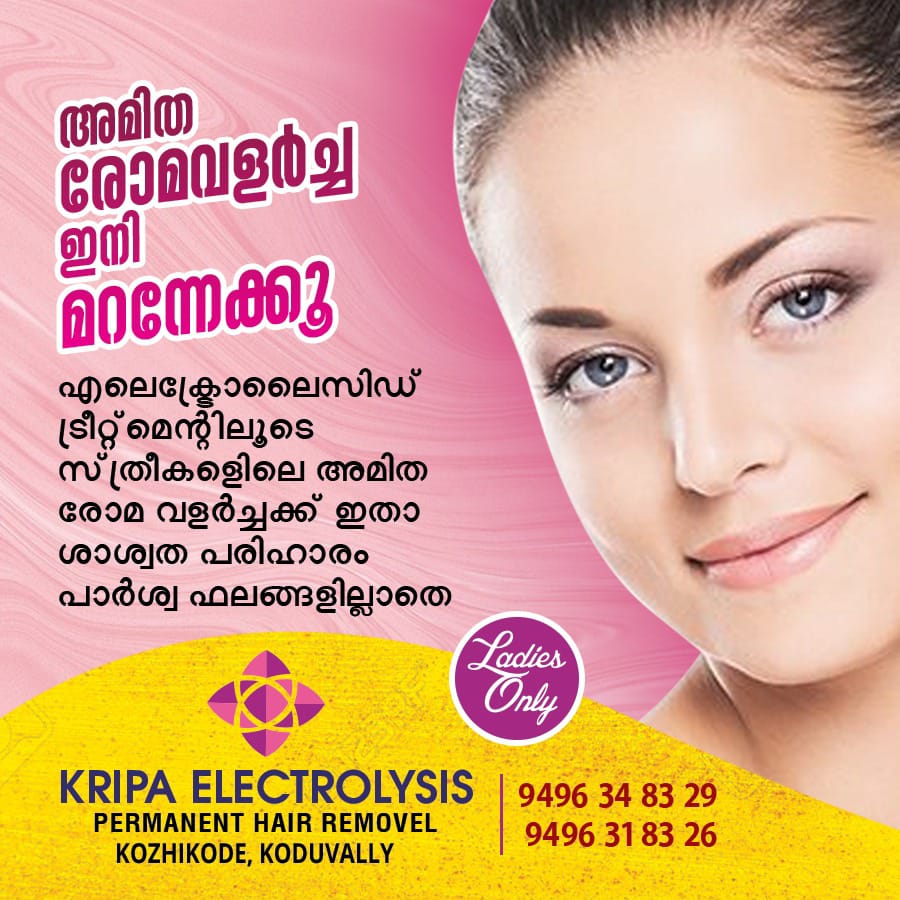 അമിത
രോമവളർച്ച
ഇനി
മറന്നേക്കൂ
എലെക്ട്രോലൈസിഡ്
ട്രീറ്റ്മെന്റിലൂടെ
സ്ത്രീകളിെലെ അമിത
രോമ വളർച്ചക്ക് ഇതാ
ശാശ്വത പരിഹാരം
പാർശ്വ ഫലങ്ങളില്ലാതെ
Ladies
Only
KRIPA ELECTROLYSIS
PERMANENT HAIR REMOVEL
KOZHIKODE, KODUVALLY
9496 34 83 29
9496 31 83 26